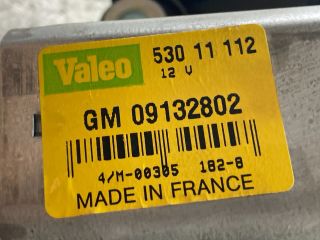 Valeo 530 11 112
12 V
GM 09132802
4/M-00305 182-8
MADE IN FRANCE